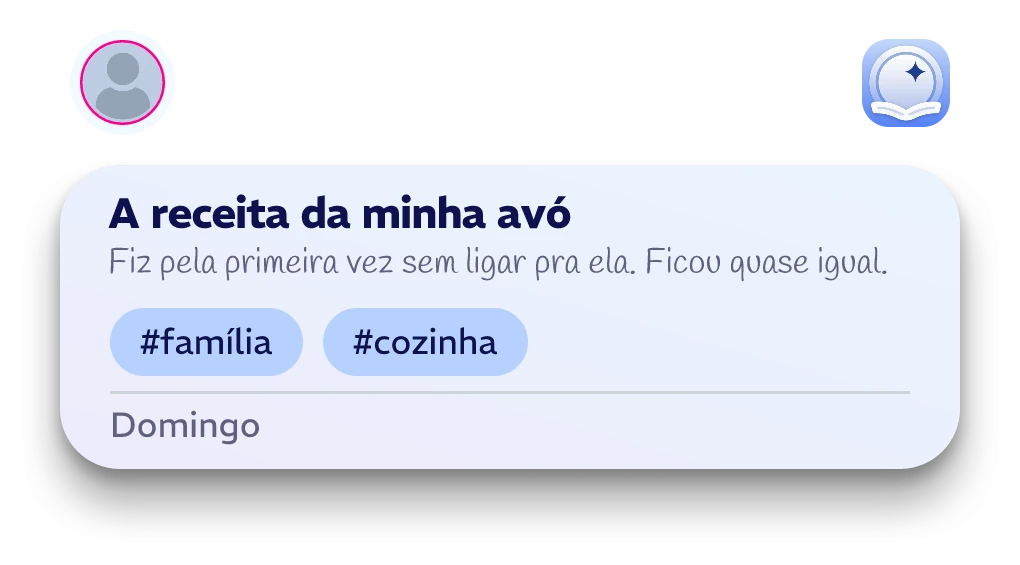 A receita da minha avó
Fiz pela primeira vez sem ligar pra ela. Ficou quase igual.
#família #cozinha
Domingo